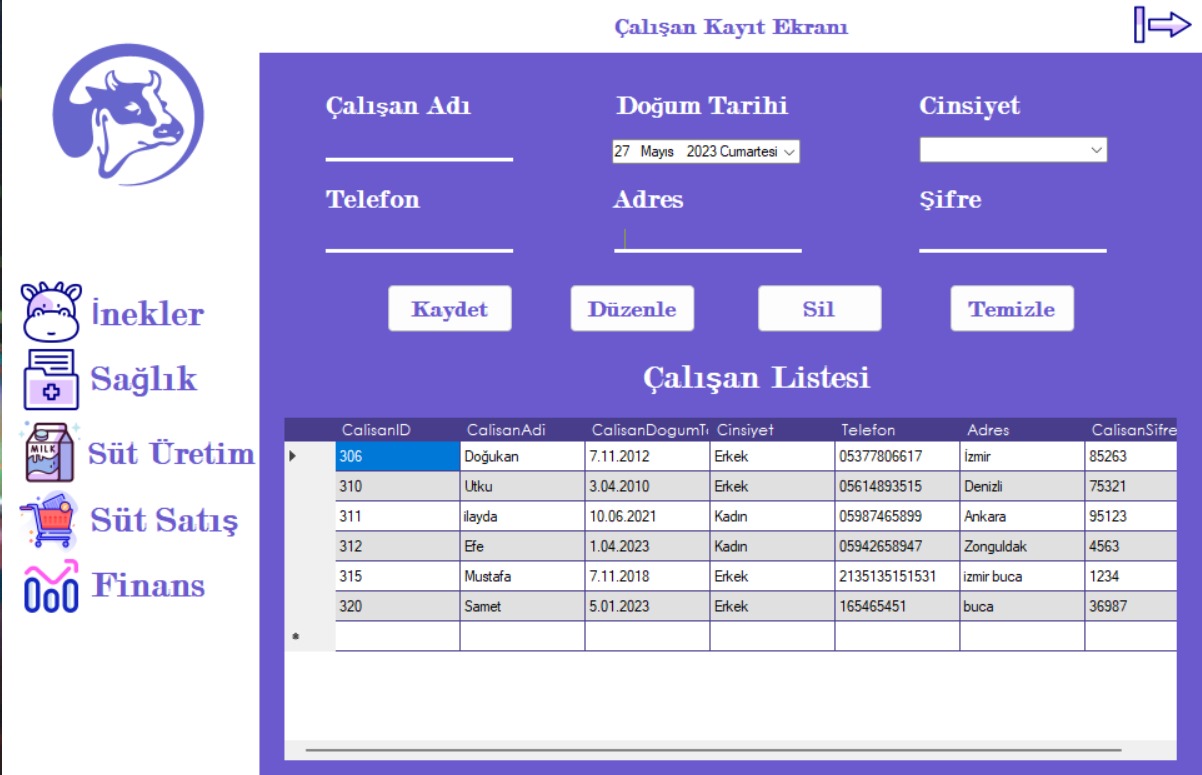 Çalışan Kayıt Ekranı
Çalışan Adı Doğum Tarihi Cinsiyet
27 Mayıs 2023 Cumartesi
Telefon Adres Şifre
Kaydet Düzenle Sil Temizle
İnekler
Sağlık
MILK
Süt Üretim
Süt Satış
Finans
Çalışan Listesi
CalisanID CalisanAdi CalisanDogumTa Cinsiyet Telefon Adres CalisanSifre
306 Doğukan 7.11.2012 Erkek 05377806617 İzmir 85263
310 Utku 3.04.2010 Erkek 05614893515 Denizli 75321
311 ilayda 10.06.2021 Kadın 05987465899 Ankara 95123
312 Efe 1.04.2023 Kadın 05942658947 Zonguldak 4563
315 Mustafa 7.11.2018 Erkek 2135135151531 izmir buca 1234
320 Samet 5.01.2023 Erkek 165465451 buca 36987